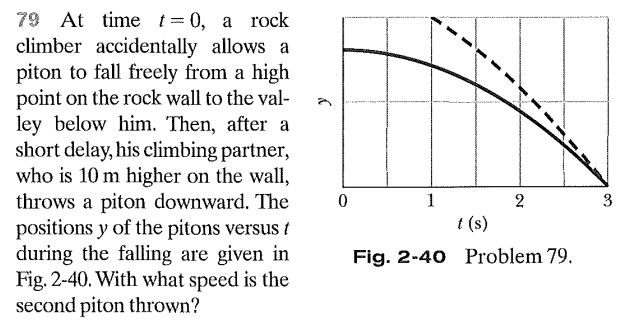 79 At time t = 0, a rock
climber accidentally allows a
piton to fall freely from a high
point on the rock wall to the val-
ley below him. Then, after a
short delay, his climbing partner,
who is 10 m higher on the wall,
throws a piton downward. The
positions y of the pitons versus t
during the falling are given in
Fig. 2-40. With what speed is the
second piton thrown?
y
0 1 2 3
t (s)
Fig. 2-40 Problem 79.